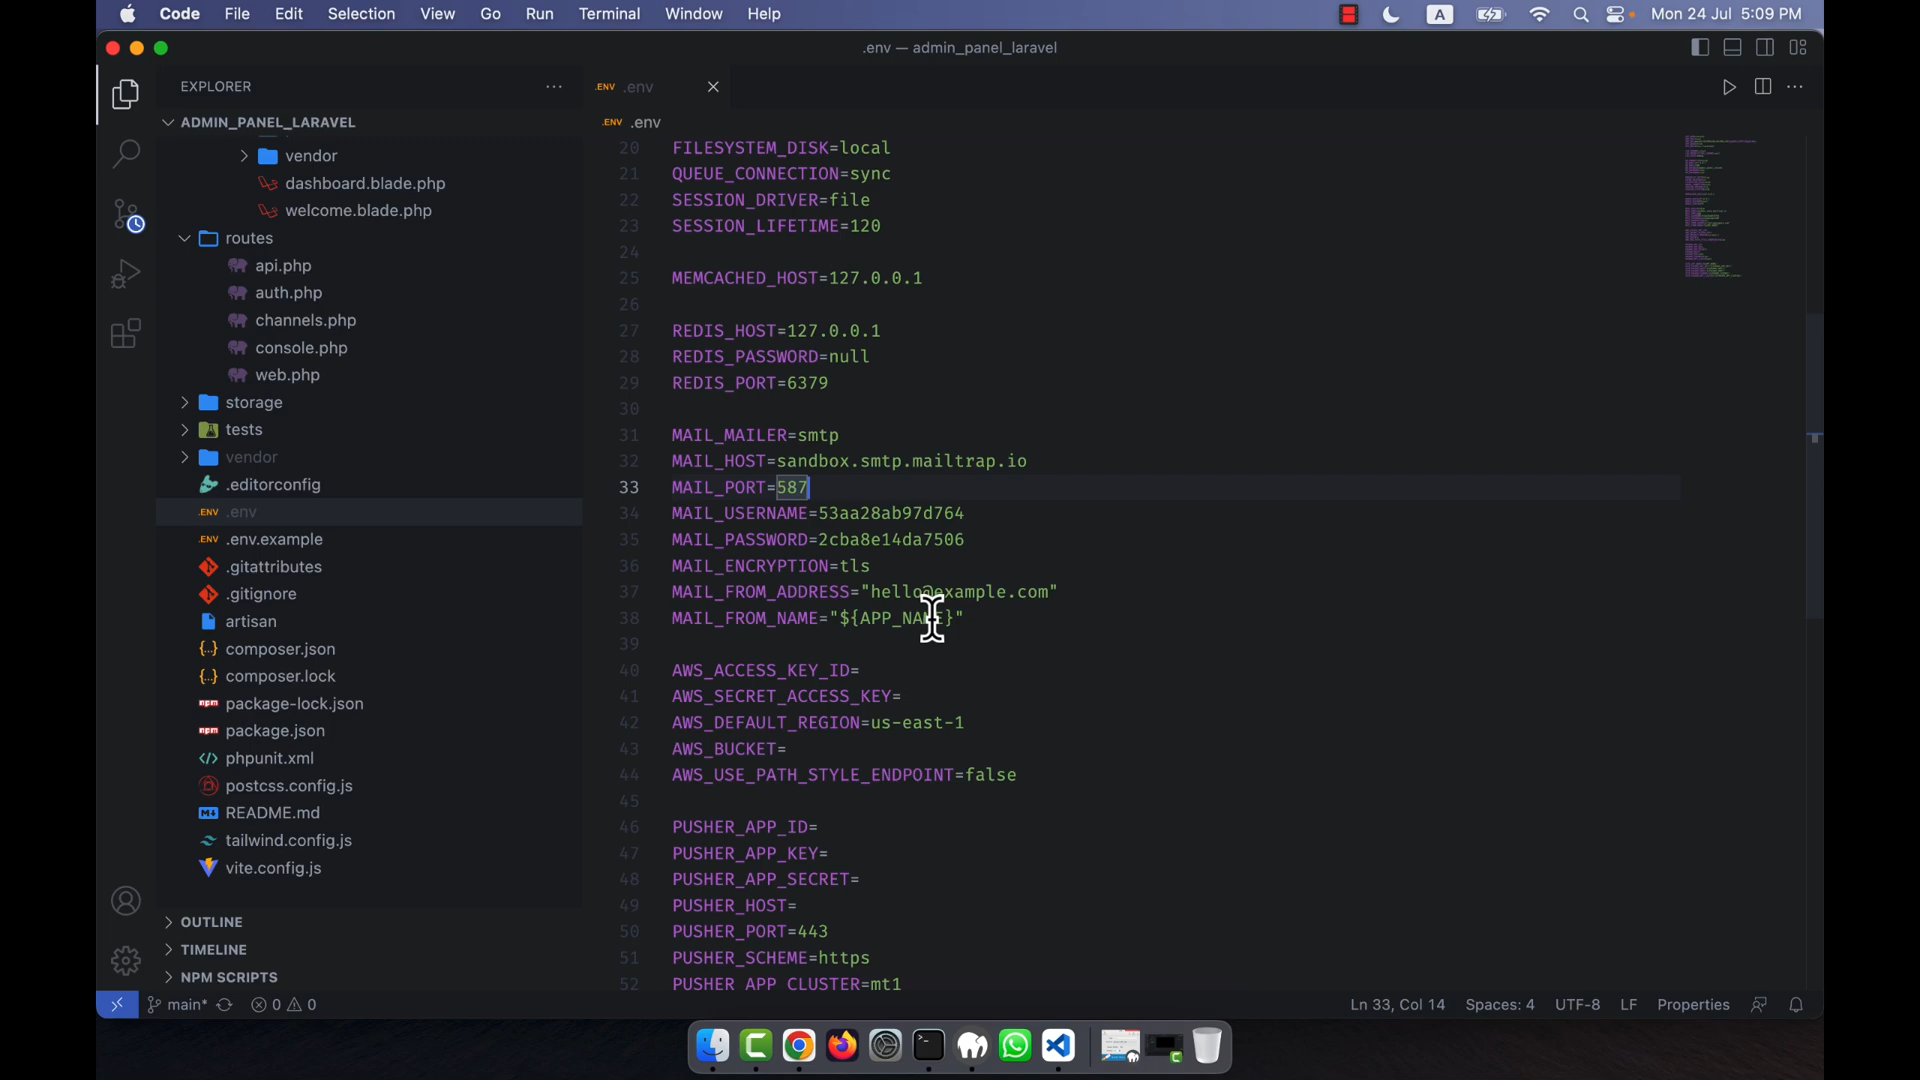 Code File Edit Selection View Go Run Terminal Window Help A Mon 24 Jul 5:09 PM
.env — admin_panel_laravel
EXPLORER
.ENV .env
ADMIN_PANEL_LARAVEL
.ENV .env
vendor
dashboard.blade.php
welcome.blade.php
routes
api.php
auth.php
channels.php
console.php
web.php
storage
tests
vendor
.editorconfig
.ENV .env
.ENV .env.example
.gitattributes
.gitignore
artisan
{..} composer.json
{..} composer.lock
npm package-lock.json
npm package.json
</> phpunit.xml
postcss.config.js
README.md
tailwind.config.js
vite.config.js
OUTLINE
TIMELINE
NPM SCRIPTS
20 FILESYSTEM_DISK=local
21 QUEUE_CONNECTION=sync
22 SESSION_DRIVER=file
23 SESSION_LIFETIME=120
24
25 MEMCACHED_HOST=127.0.0.1
26
27 REDIS_HOST=127.0.0.1
28 REDIS_PASSWORD=null
29 REDIS_PORT=6379
30
31 MAIL_MAILER=smtp
32 MAIL_HOST=sandbox.smtp.mailtrap.io
33 MAIL_PORT=587
34 MAIL_USERNAME=53aa28ab97d764
35 MAIL_PASSWORD=2cba8e14da7506
36 MAIL_ENCRYPTION=tls
37 MAIL_FROM_ADDRESS="hello@example.com"
38 MAIL_FROM_NAME="${APP_NAME}"
39
40 AWS_ACCESS_KEY_ID=
41 AWS_SECRET_ACCESS_KEY=
42 AWS_DEFAULT_REGION=us-east-1
43 AWS_BUCKET=
44 AWS_USE_PATH_STYLE_ENDPOINT=false
45
46 PUSHER_APP_ID=
47 PUSHER_APP_KEY=
48 PUSHER_APP_SECRET=
49 PUSHER_HOST=
50 PUSHER_PORT=443
51 PUSHER_SCHEME=https
52 PUSHER_APP_CLUSTER=mt1
main* 0 0 Ln 33, Col 14 Spaces: 4 UTF-8 LF Properties